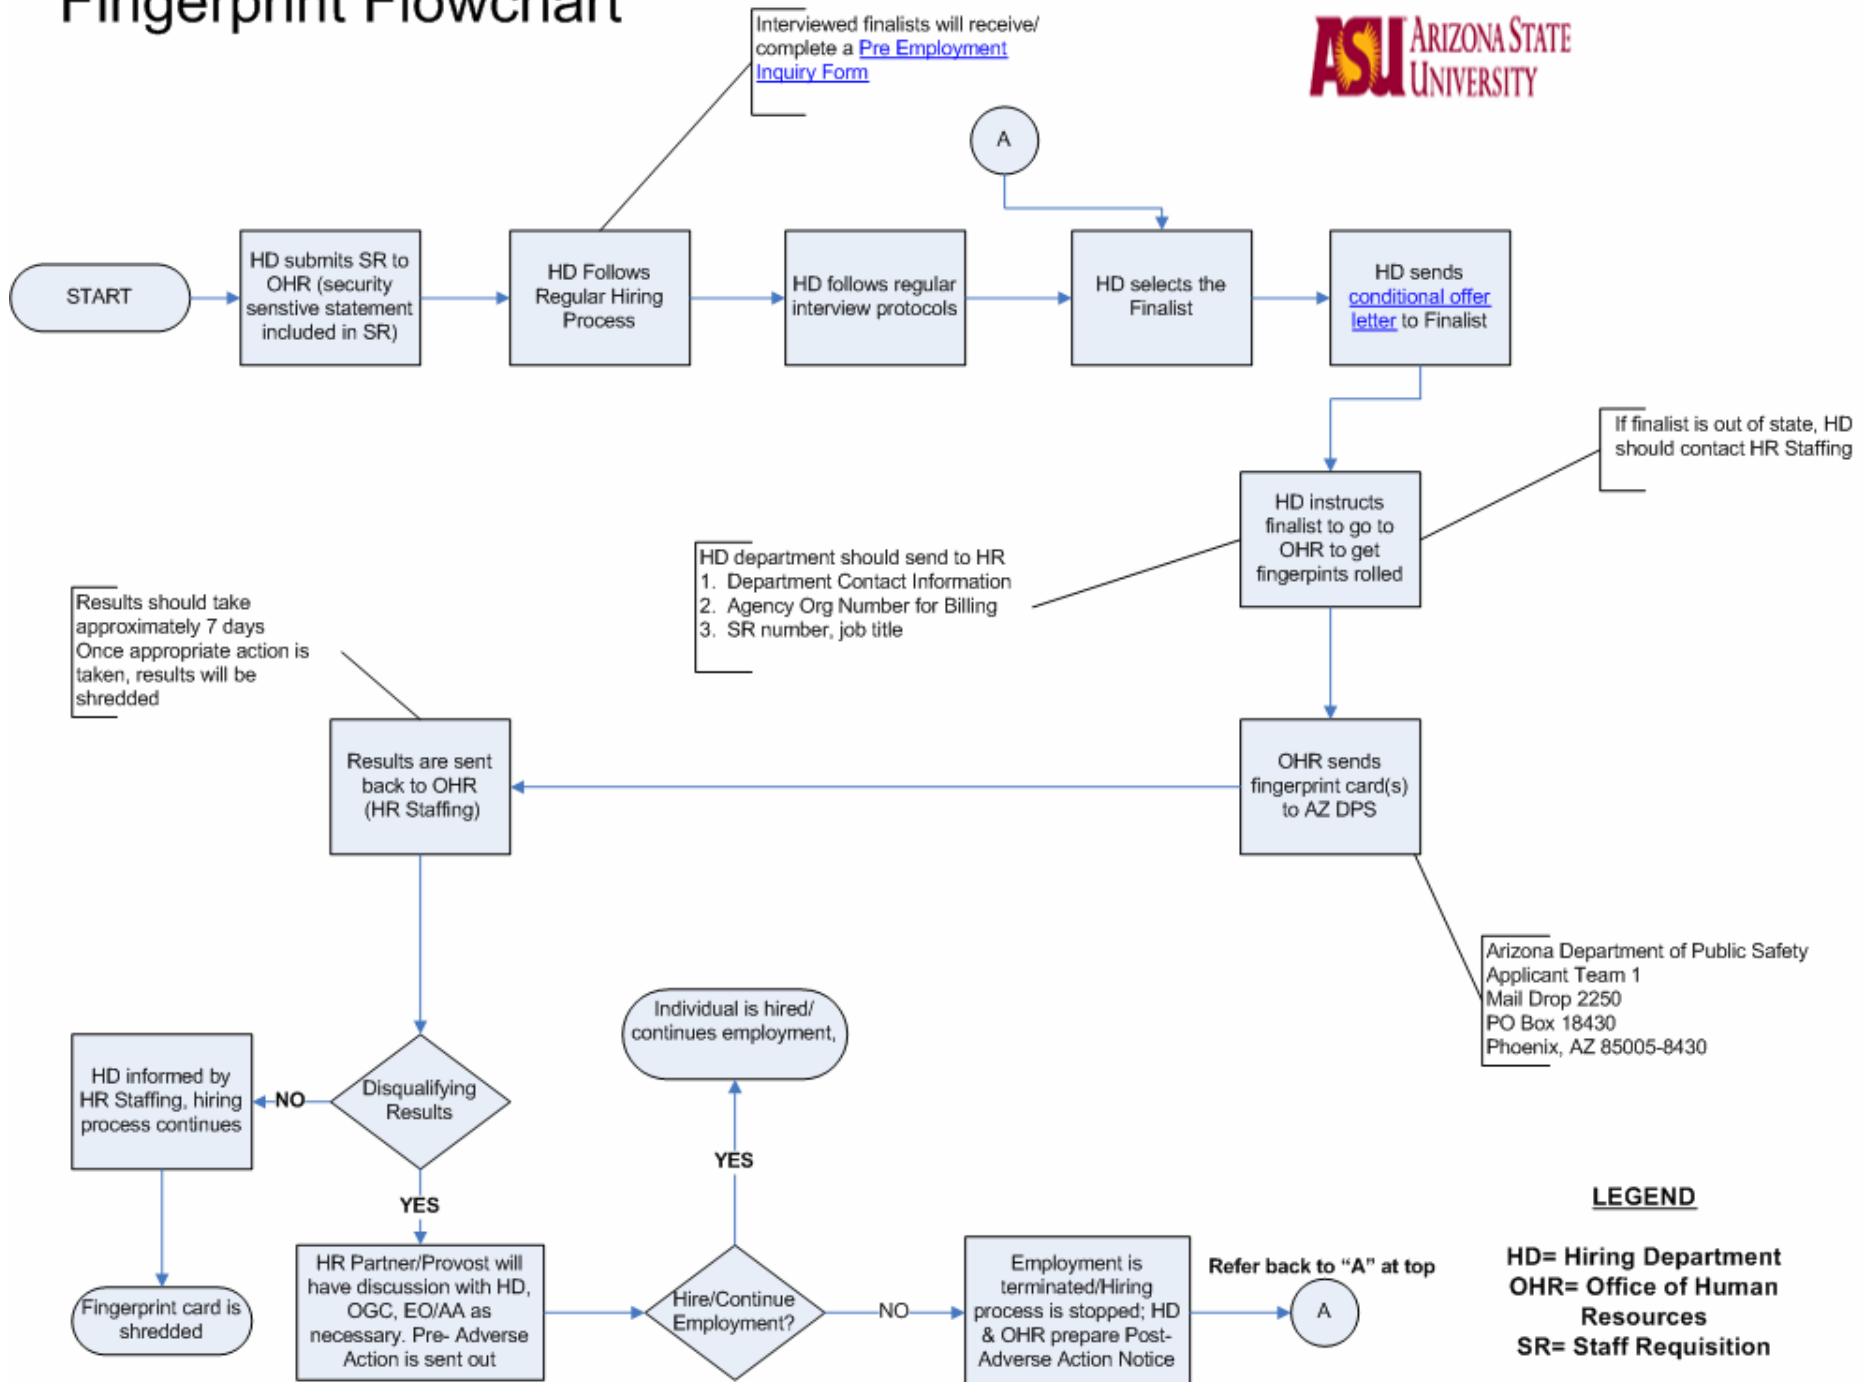 Fingerprint Flowchart
Interviewed finalists will receive/
complete a Pre Employment
Inquiry Form
ASU ARIZONA STATE
UNIVERSITY
A
START
HD submits SR to
OHR (security
senstive statement
included in SR)
HD Follows
Regular Hiring
Process
HD follows regular
interview protocols
HD selects the
Finalist
HD sends
conditional offer
letter to Finalist
If finalist is out of state, HD
should contact HR Staffing
HD instructs
finalist to go to
OHR to get
fingerpints rolled
HD department should send to HR
1. Department Contact Information
2. Agency Org Number for Billing
3. SR number, job title
Results should take
approximately 7 days
Once appropriate action is
taken, results will be
shredded
Results are sent
back to OHR
(HR Staffing)
OHR sends
fingerprint card(s)
to AZ DPS
Arizona Department of Public Safety
Applicant Team 1
Mail Drop 2250
PO Box 18430
Phoenix, AZ 85005-8430
Individual is hired/
continues employment,
HD informed by
HR Staffing, hiring
process continues
NO
Disqualifying
Results
YES
YES
Fingerprint card is
shredded
HR Partner/Provost will
have discussion with HD,
OGC, EO/AA as
necessary. Pre- Adverse
Action is sent out
Hire/Continue
Employment?
NO
Employment is
terminated/Hiring
process is stopped; HD
& OHR prepare Post-
Adverse Action Notice
Refer back to “A” at top
A
LEGEND
HD= Hiring Department
OHR= Office of Human
Resources
SR= Staff Requisition